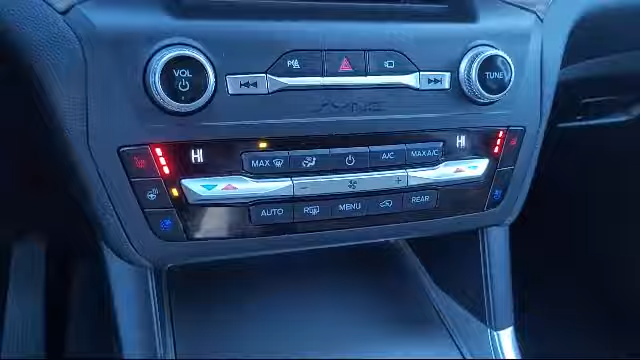 VOL
TUNE
SYNC
HI
HI
MAX
A/C
MAX A/C
AUTO
R
MENU
REAR